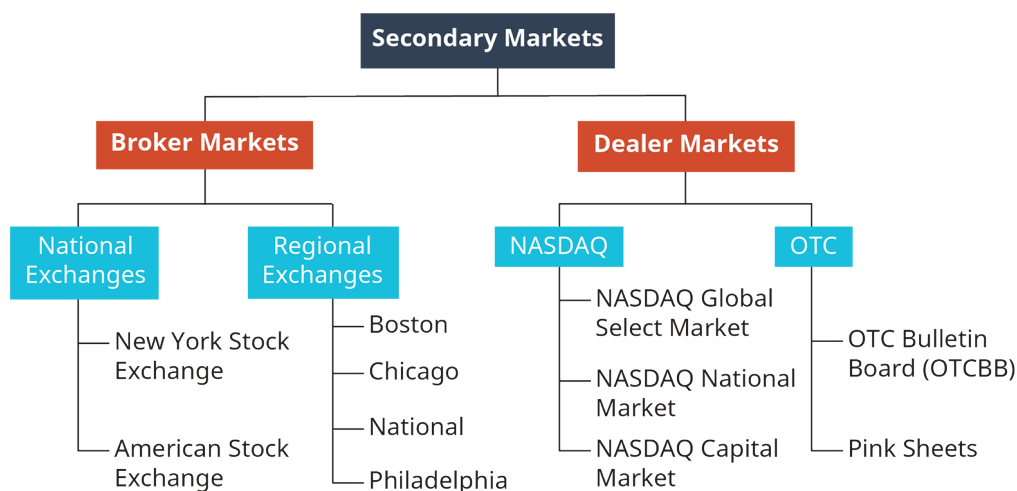 Secondary Markets
Broker Markets
Dealer Markets
National
Exchanges
Regional
Exchanges
NASDAQ
OTC
New York Stock
Exchange
American Stock
Exchange
Boston
Chicago
National
Philadelphia
NASDAQ Global
Select Market
NASDAQ National
Market
NASDAQ Capital
Market
OTC Bulletin
Board (OTCBB)
Pink Sheets